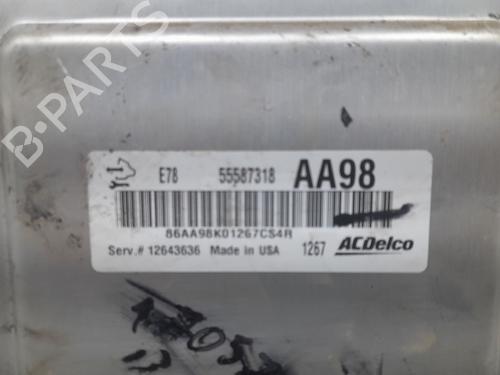 B-PARTS
E78 55587318 AA98
86AA98K01267CS4R
Serv.# 12643636 Made in USA 1267 ACDelco